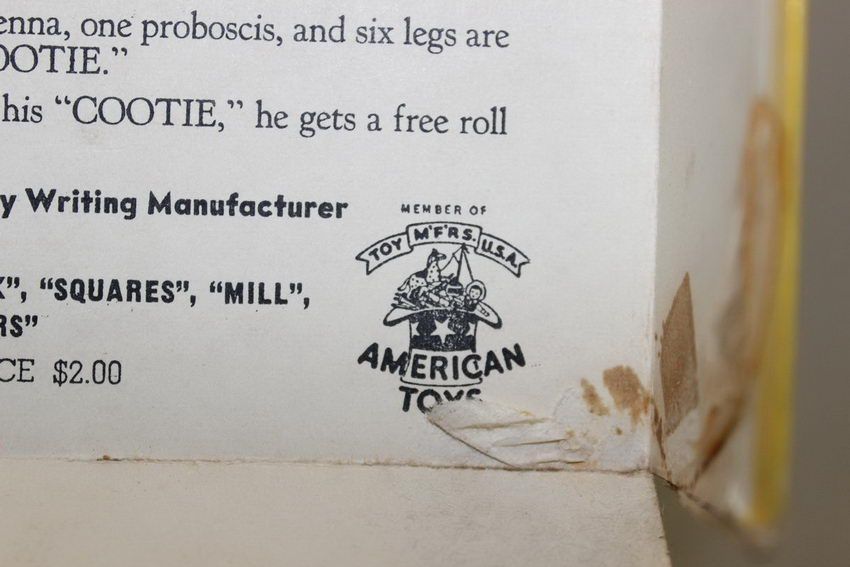 enna, one proboscis, and six legs are
OOTIE.”
his “COOTIE,” he gets a free roll
y Writing Manufacturer
”, “SQUARES”, “MILL”,
RS”
CE $2.00
MEMBER OF
TOY M'F'RS. U.S.A.
AMERICAN
TOYS